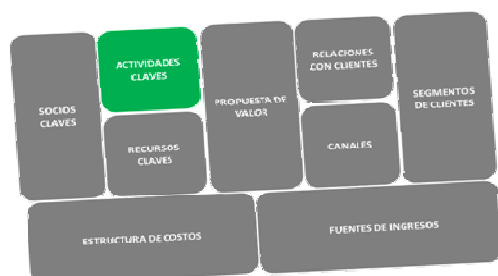 SOCIOS
CLAVES
ACTIVIDADES
CLAVES
RECURSOS
CLAVES
PROPUESTA DE
VALOR
RELACIONES
CON CLIENTES
CANALES
SEGMENTOS
DE CLIENTES
ESTRUCTURA DE COSTOS
FUENTES DE INGRESOS